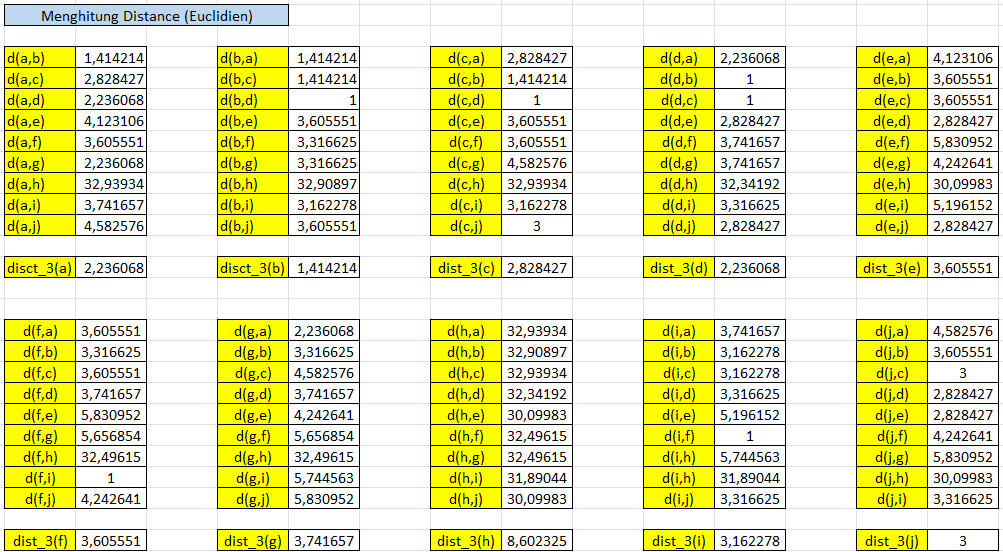 Menghitung Distance (Euclidien)
d(a,b) 1,414214 d(b,a) 1,414214 d(c,a) 2,828427 d(d,a) 2,236068 d(e,a) 4,123106
d(a,c) 2,828427 d(b,c) 1,414214 d(c,b) 1,414214 d(d,b) 1 d(e,b) 3,605551
d(a,d) 2,236068 d(b,d) 1 d(c,d) 1 d(d,c) 1 d(e,c) 3,605551
d(a,e) 4,123106 d(b,e) 3,605551 d(c,e) 3,605551 d(d,e) 2,828427 d(e,d) 2,828427
d(a,f) 3,605551 d(b,f) 3,316625 d(c,f) 3,605551 d(d,f) 3,741657 d(e,f) 5,830952
d(a,g) 2,236068 d(b,g) 3,316625 d(c,g) 4,582576 d(d,g) 3,741657 d(e,g) 4,242641
d(a,h) 32,93934 d(b,h) 32,90897 d(c,h) 32,93934 d(d,h) 32,34192 d(e,h) 30,09983
d(a,i) 3,741657 d(b,i) 3,162278 d(c,i) 3,162278 d(d,i) 3,316625 d(e,i) 5,196152
d(a,j) 4,582576 d(b,j) 3,605551 d(c,j) 3 d(d,j) 2,828427 d(e,j) 2,828427
disct_3(a) 2,236068 disct_3(b) 1,414214 dist_3(c) 2,828427 dist_3(d) 2,236068 dist_3(e) 3,605551
d(f,a) 3,605551 d(g,a) 2,236068 d(h,a) 32,93934 d(i,a) 3,741657 d(j,a) 4,582576
d(f,b) 3,316625 d(g,b) 3,316625 d(h,b) 32,90897 d(i,b) 3,162278 d(j,b) 3,605551
d(f,c) 3,605551 d(g,c) 4,582576 d(h,c) 32,93934 d(i,c) 3,162278 d(j,c) 3
d(f,d) 3,741657 d(g,d) 3,741657 d(h,d) 32,34192 d(i,d) 3,316625 d(j,d) 2,828427
d(f,e) 5,830952 d(g,e) 4,242641 d(h,e) 30,09983 d(i,e) 5,196152 d(j,e) 2,828427
d(f,g) 5,656854 d(g,f) 5,656854 d(h,f) 32,49615 d(i,f) 1 d(j,f) 4,242641
d(f,h) 32,49615 d(g,h) 32,49615 d(h,g) 32,49615 d(i,h) 5,744563 d(j,g) 5,830952
d(f,i) 1 d(g,i) 5,744563 d(h,i) 31,89044 d(i,h) 31,89044 d(j,h) 30,09983
d(f,j) 4,242641 d(g,j) 5,830952 d(h,j) 30,09983 d(i,j) 3,316625 d(j,i) 3,316625
dist_3(f) 3,605551 dist_3(g) 3,741657 dist_3(h) 8,602325 dist_3(i) 3,162278 dist_3(j) 3